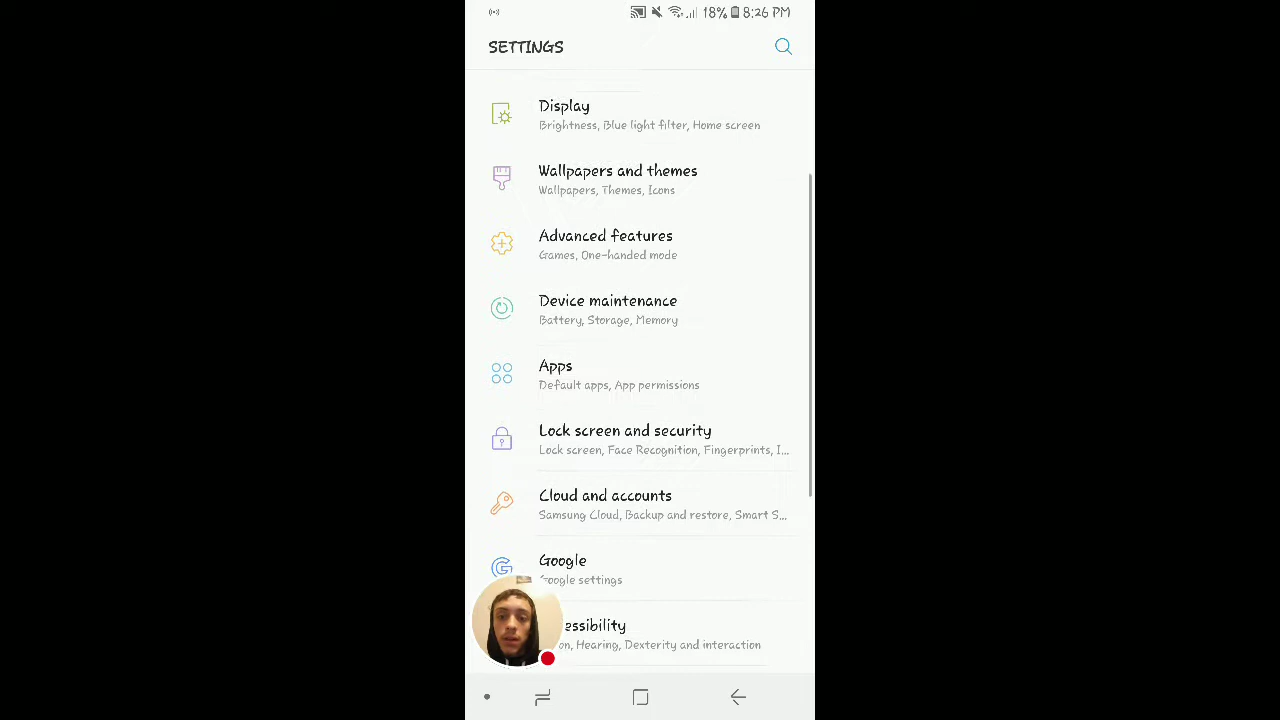 18% 8:26 PM
SETTINGS
Display
Brightness, Blue light filter, Home screen
Wallpapers and themes
Wallpapers, Themes, Icons
Advanced features
Games, One-handed mode
Device maintenance
Battery, Storage, Memory
Apps
Default apps, App permissions
Lock screen and security
Lock screen, Face Recognition, Fingerprints, I...
Cloud and accounts
Samsung Cloud, Backup and restore, Smart S...
Google
Google settings
essibility
on, Hearing, Dexterity and interaction